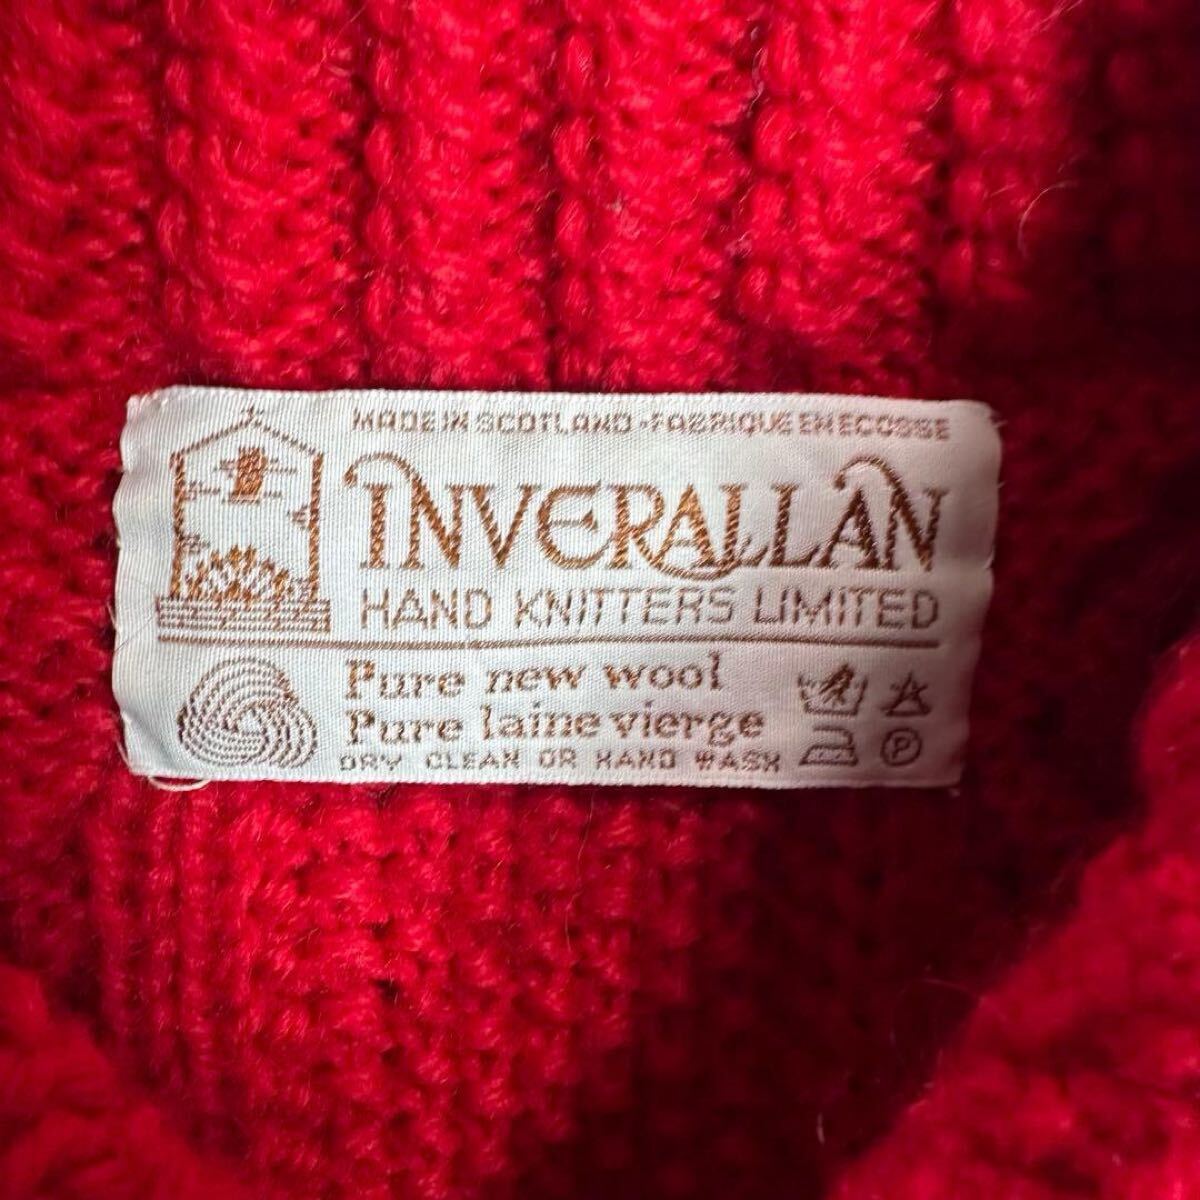 MADE IN SCOTLAND · FABRIQUE EN ECOSSE
INVERALLAN
HAND KNITTERS LIMITED
Pure new wool
Pure laine vierge
DRY CLEAN OR HAND WASH
P